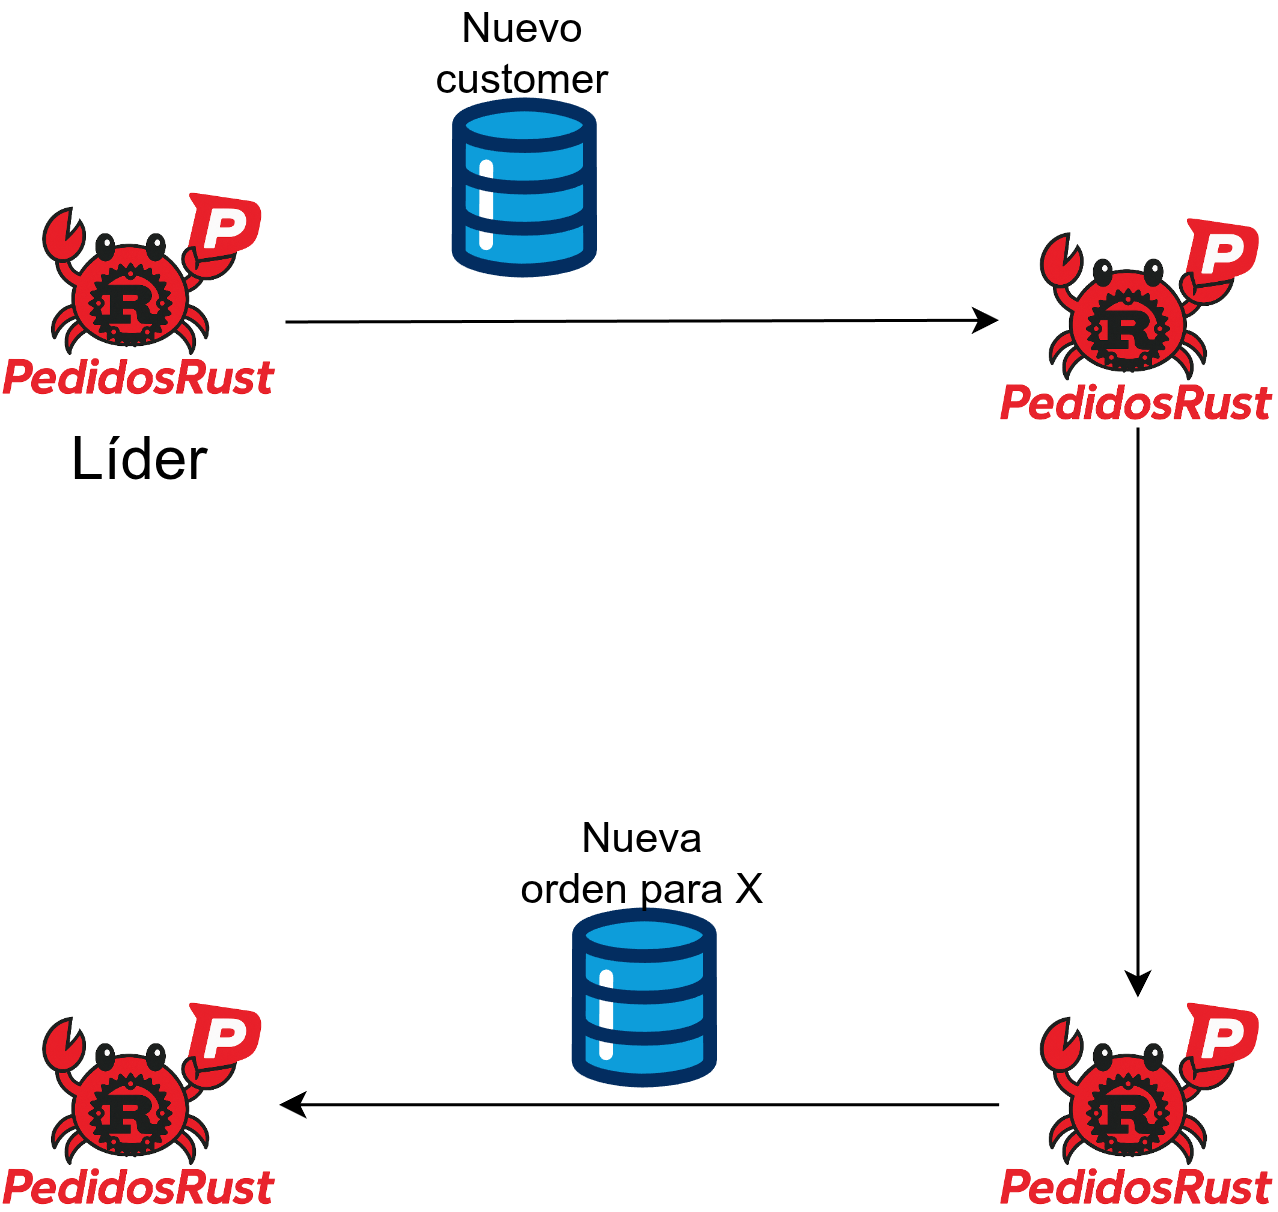 Nuevo
customer
P
R
PedidosRust
P
R
PedidosRust
Líder
Nueva
orden para X
P
R
PedidosRust
P
R
PedidosRust